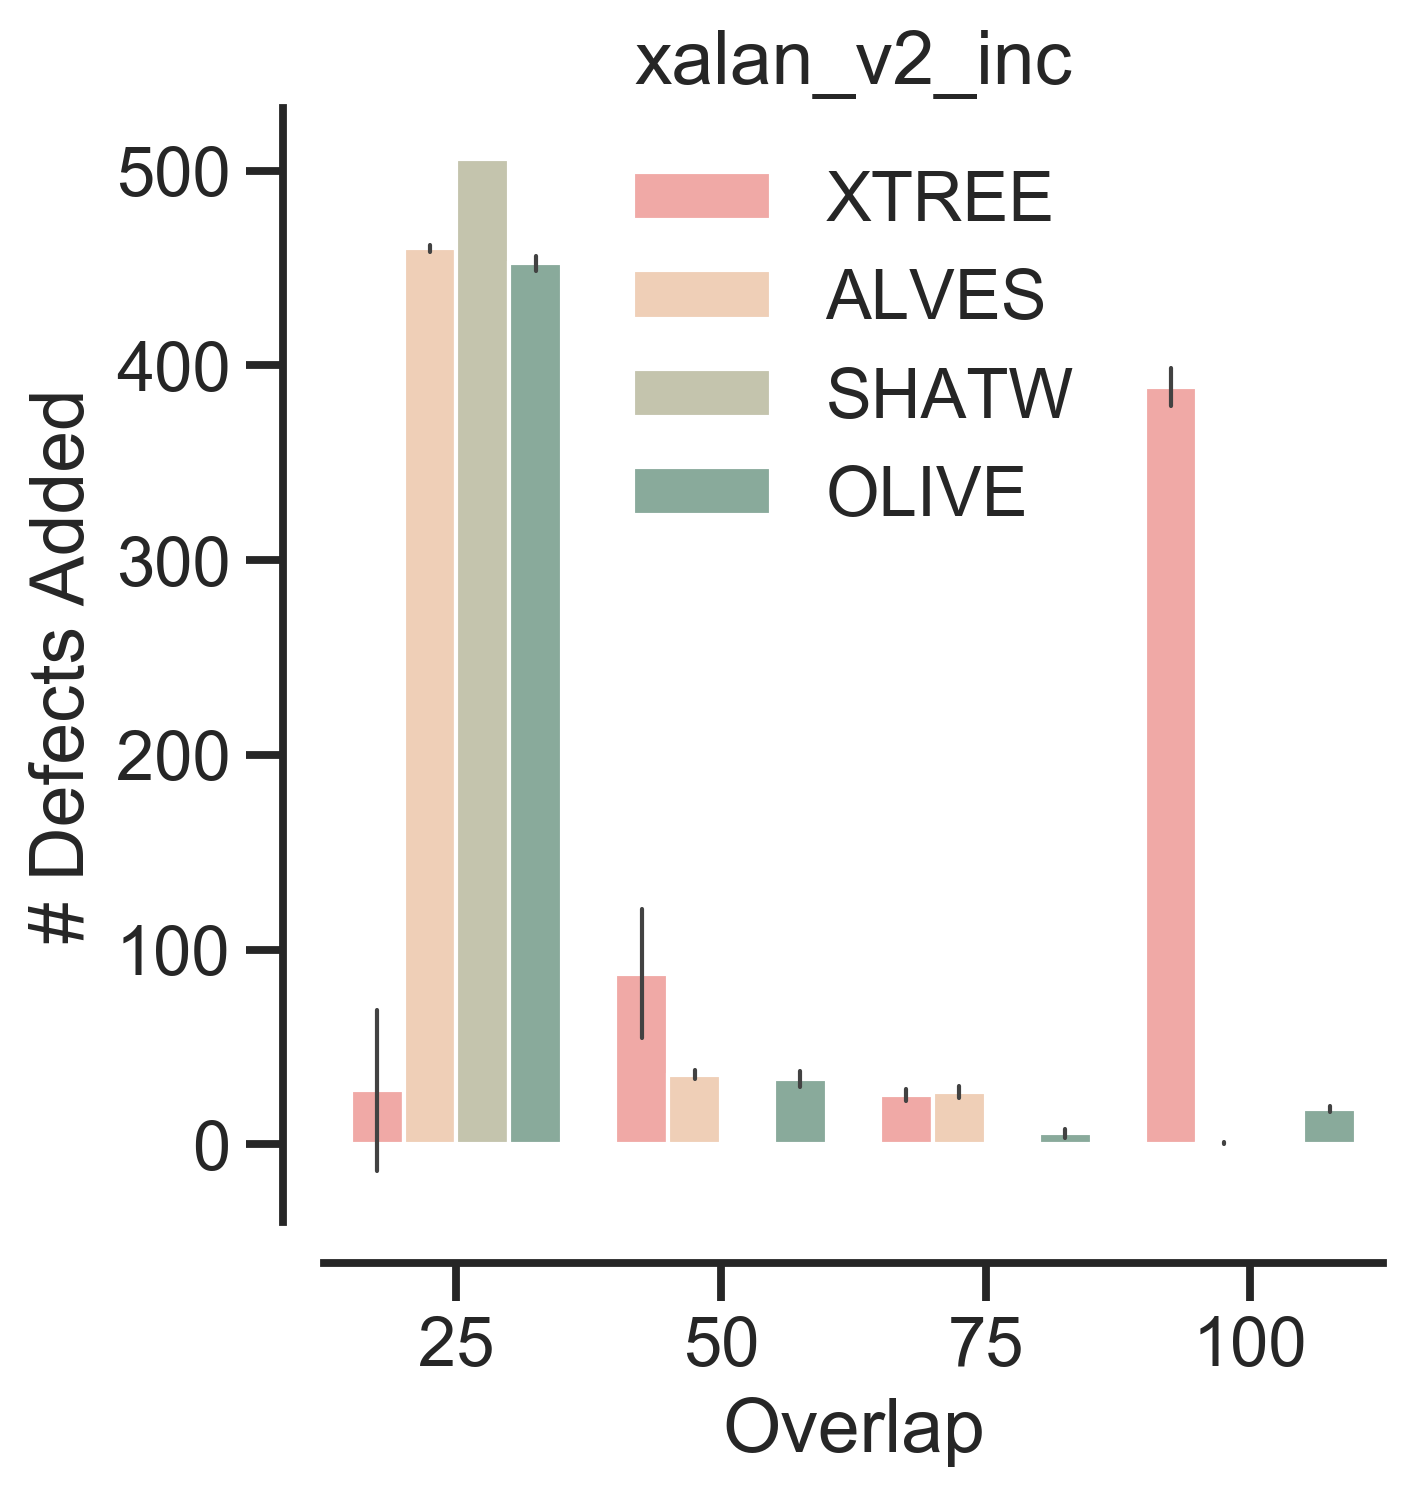 xalan_v2_inc
XTREE
ALVES
SHATW
OLIVE
# Defects Added
500
400
300
200
100
0
25 50 75 100
Overlap